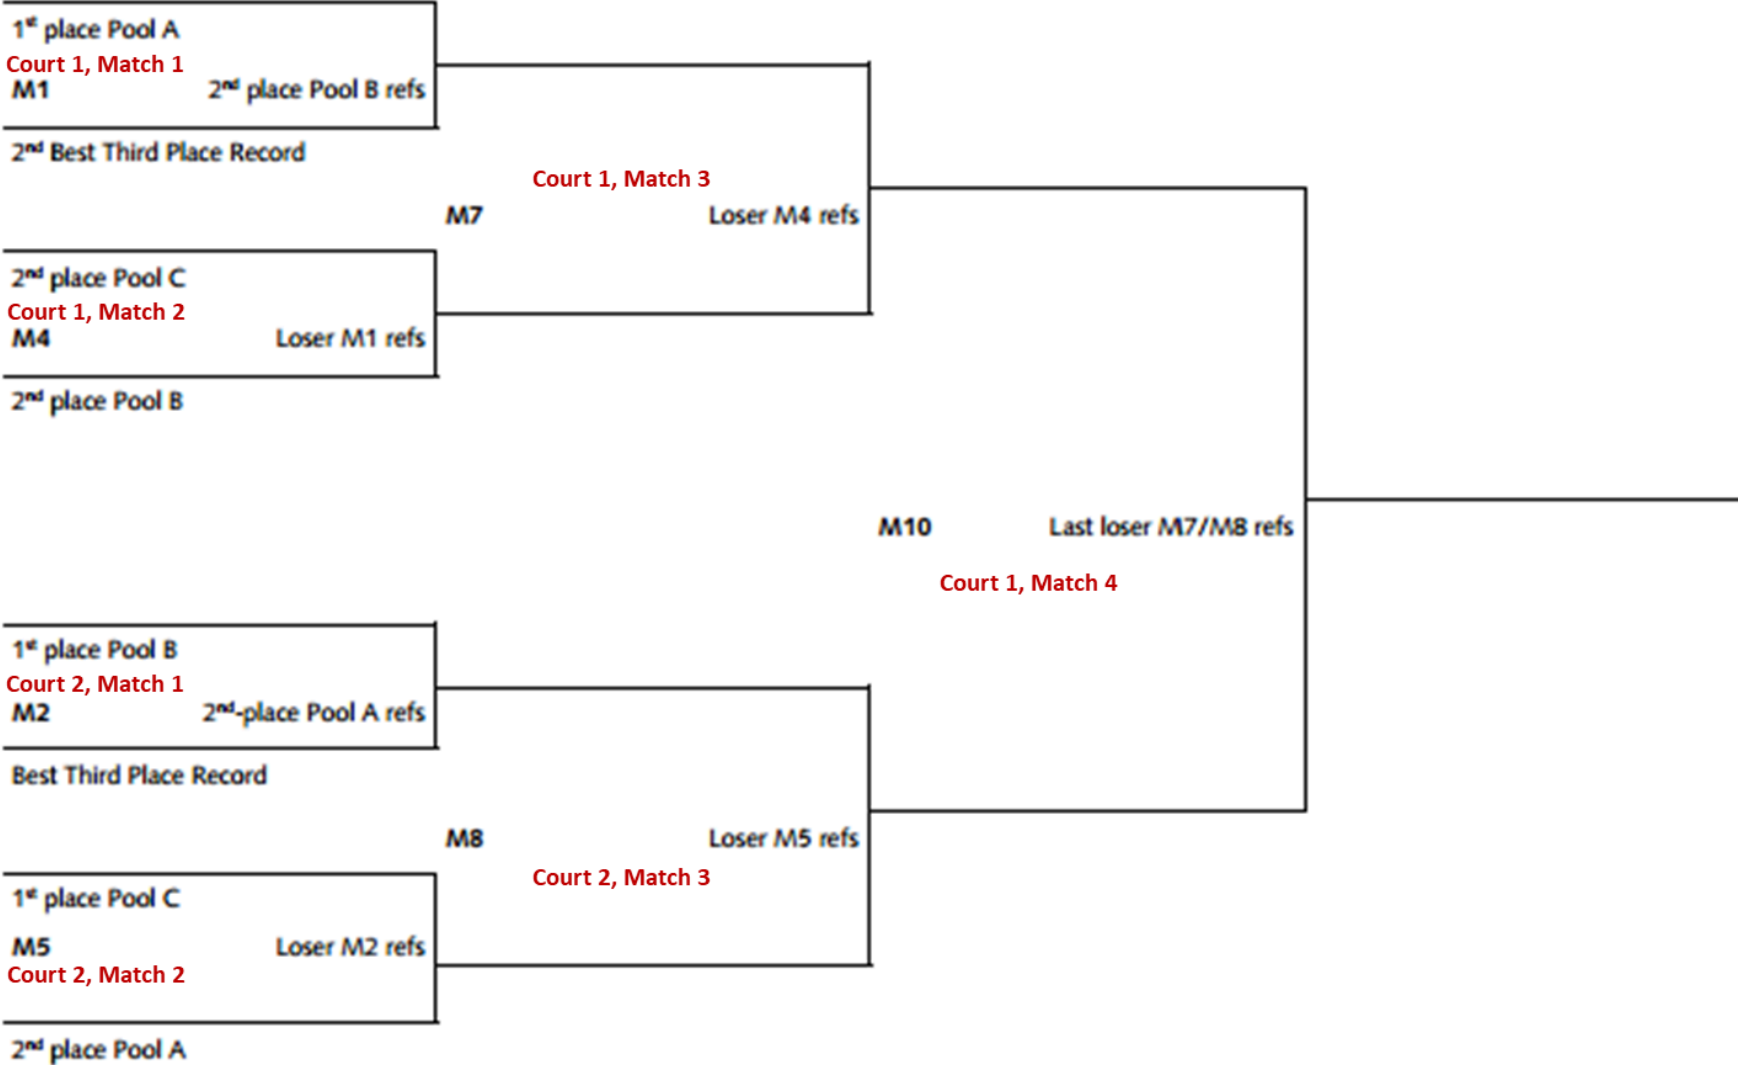 1st place Pool A
Court 1, Match 1
M1 2nd place Pool B refs
2nd Best Third Place Record
Court 1, Match 3
M7 Loser M4 refs
2nd place Pool C
Court 1, Match 2
M4 Loser M1 refs
2nd place Pool B
M10 Last loser M7/M8 refs
Court 1, Match 4
1st place Pool B
Court 2, Match 1
M2 2nd-place Pool A refs
Best Third Place Record
M8 Loser M5 refs
Court 2, Match 3
1st place Pool C
M5 Loser M2 refs
Court 2, Match 2
2nd place Pool A